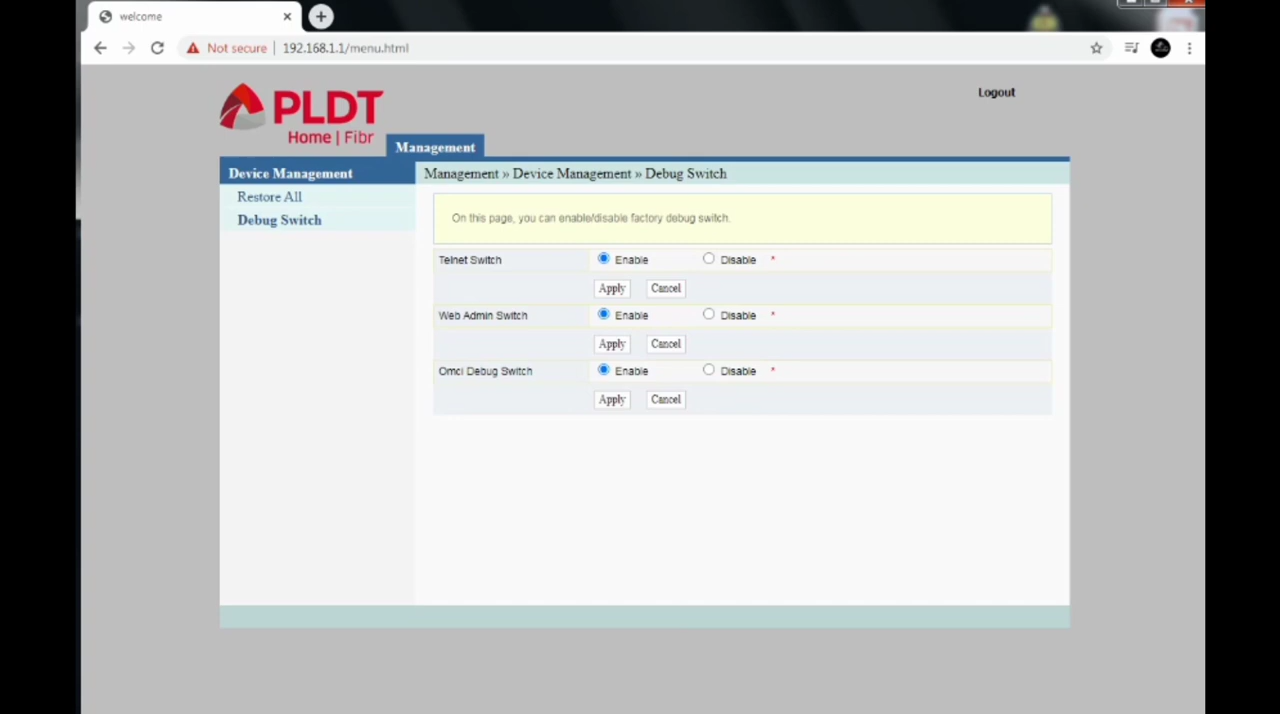 welcome
Not secure | 192.168.1.1/menu.html
PLDT
Home | Fibr
Logout
Management
Device Management
Management » Device Management » Debug Switch
Restore All
Debug Switch
On this page, you can enable/disable factory debug switch.
Telnet Switch Enable Disable *
Apply Cancel
Web Admin Switch Enable Disable *
Apply Cancel
Omci Debug Switch Enable Disable *
Apply Cancel